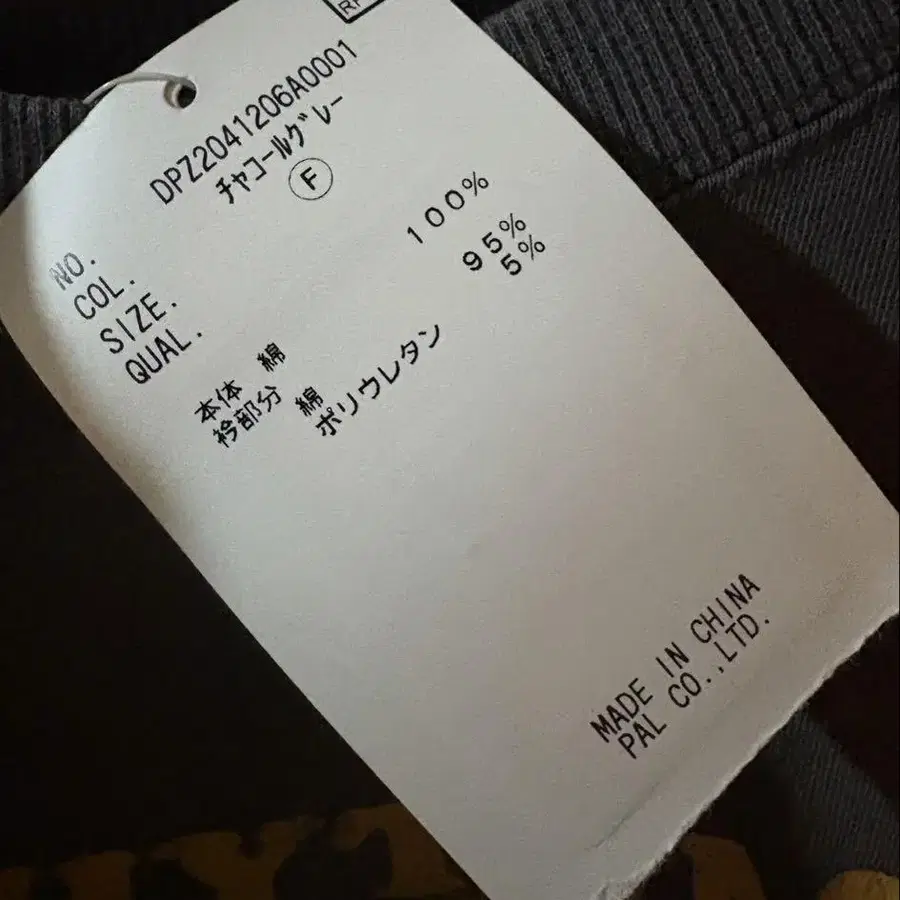 NO. DPZ2041206A0001
COL. ﾁｬｺｰﾙｸﾞﾚｰ
SIZE. F
QUAL.
本体 綿 100%
衿部分 綿 95%
ポリウレタン 5%
MADE IN CHINA
PAL CO.,LTD.